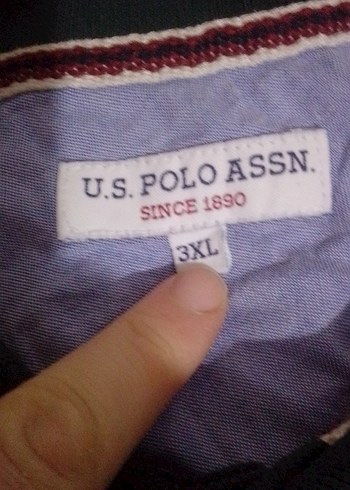 U.S. POLO ASSN.
SINCE 1890
3XL